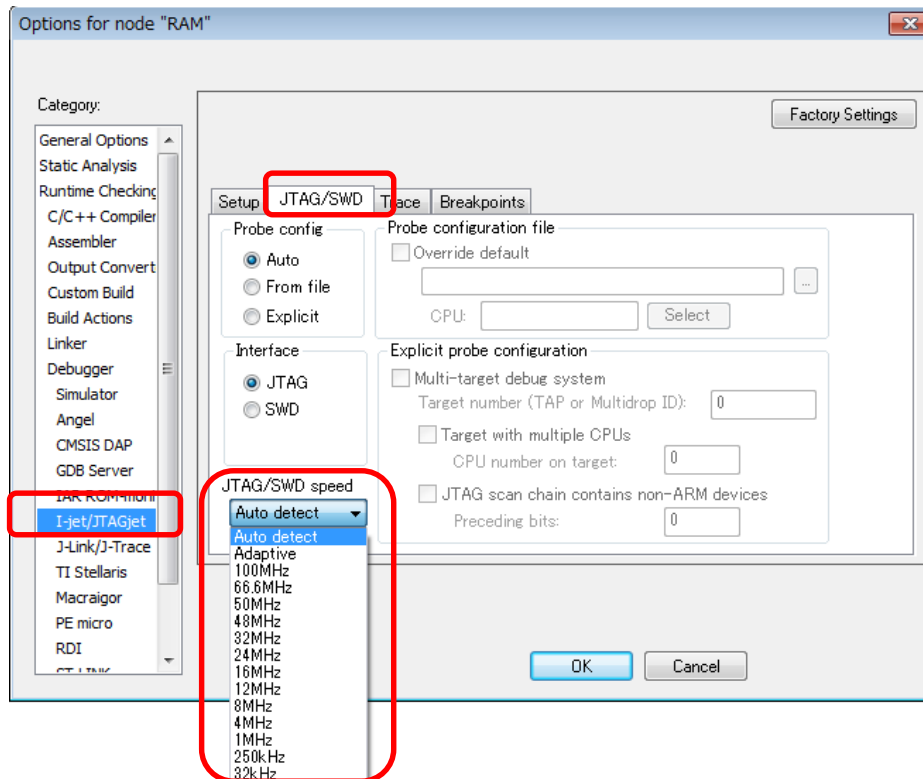 Options for node "RAM"
Category:
Factory Settings
General Options
Static Analysis
Runtime Checking
C/C++ Compiler
Assembler
Output Convert
Custom Build
Build Actions
Linker
Debugger
Simulator
Angel
CMSIS DAP
GDB Server
IAR ROM-moni
I-jet/JTAGjet
J-Link/J-Trace
TI Stellaris
Macraigor
PE micro
RDI
ST-LINK
Setup JTAG/SWD Trace Breakpoints
Probe config
Auto
From file
Explicit
Probe configuration file
Override default
...
CPU:
Select
Interface
JTAG
SWD
Explicit probe configuration
Multi-target debug system
Target number (TAP or Multidrop ID): 0
Target with multiple CPUs
CPU number on target: 0
JTAG scan chain contains non-ARM devices
Preceding bits: 0
JTAG/SWD speed
Auto detect
Auto detect
Adaptive
100MHz
66.6MHz
50MHz
48MHz
32MHz
24MHz
16MHz
12MHz
8MHz
4MHz
1MHz
250kHz
32kHz
OK Cancel